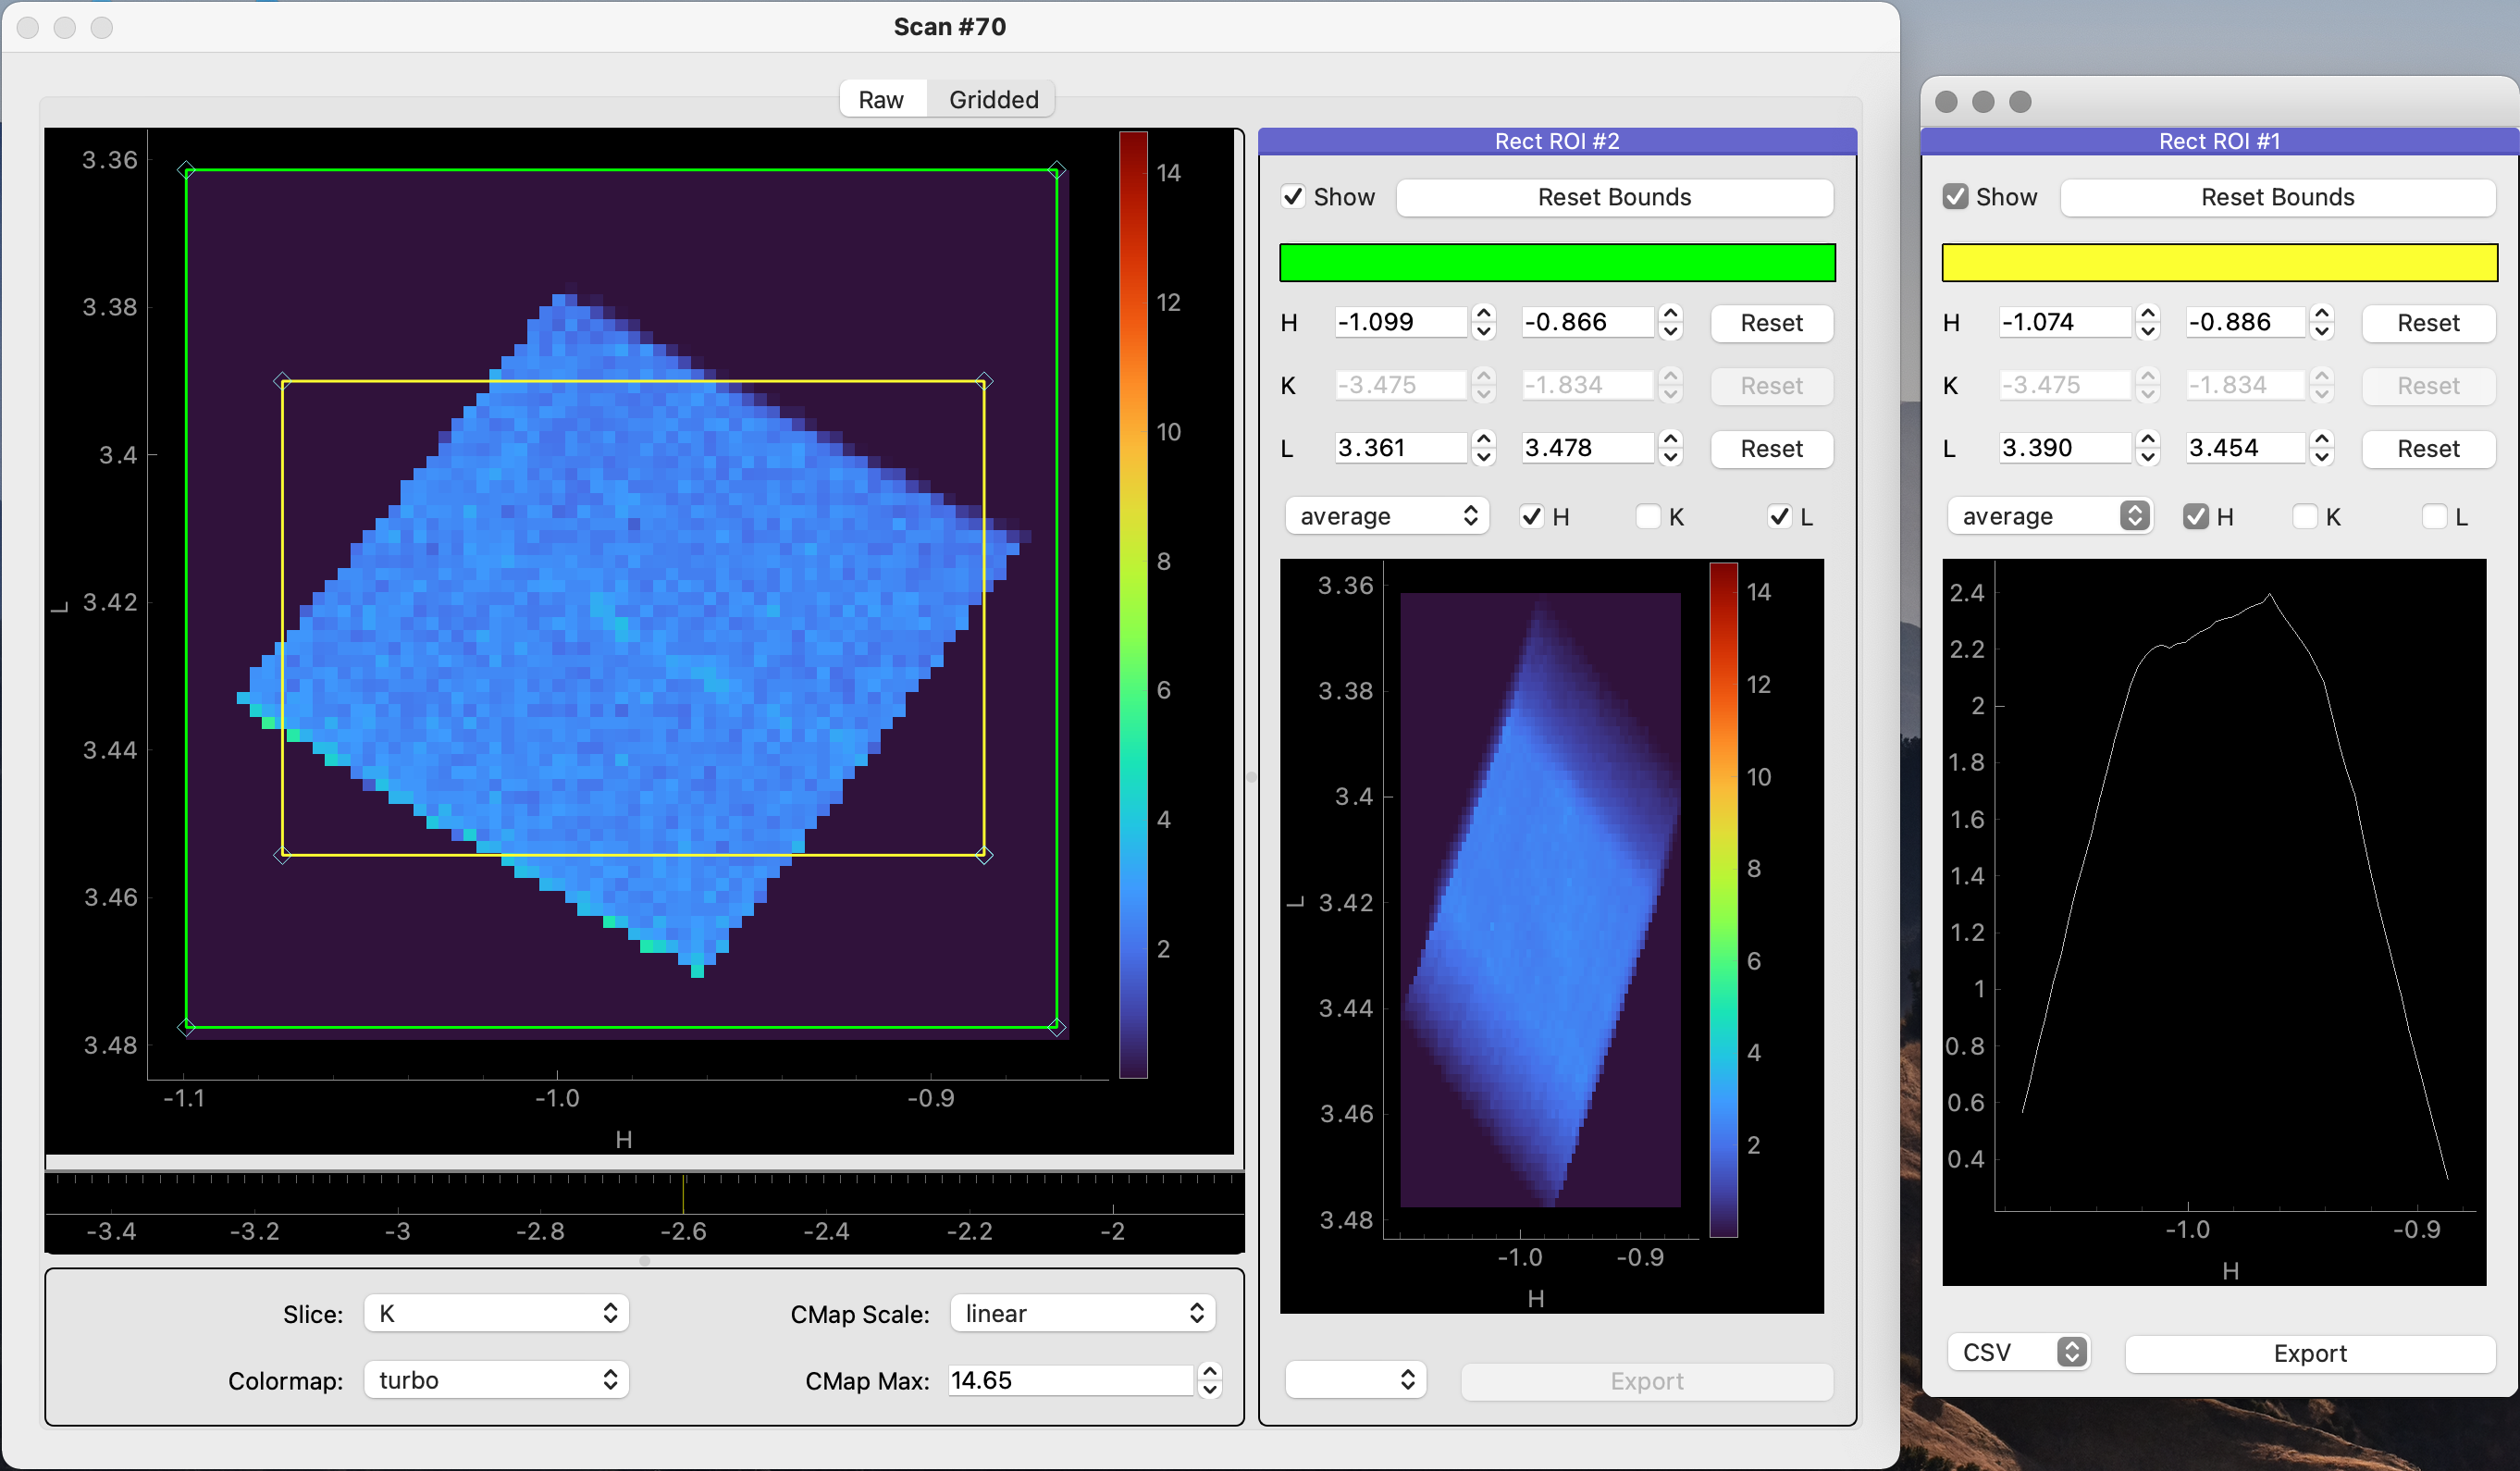 Scan #70
Raw Gridded
3.36
3.38
3.4
3.42
3.44
3.46
3.48
L
-1.1 -1.0 -0.9
H
14
12
10
8
6
4
2
-3.4 -3.2 -3 -2.8 -2.6 -2.4 -2.2 -2
Slice: K CMap Scale: linear
Colormap: turbo CMap Max: 14.65
Rect ROI #2
Show Reset Bounds
H -1.099 -0.866 Reset
K -3.475 -1.834 Reset
L 3.361 3.478 Reset
average H K L
3.36
3.38
3.4
3.42
3.44
3.46
3.48
L
-1.0 -0.9
H
14
12
10
8
6
4
2
Export
Rect ROI #1
Show Reset Bounds
H -1.074 -0.886 Reset
K -3.475 -1.834 Reset
L 3.390 3.454 Reset
average H K L
2.4
2.2
2
1.8
1.6
1.4
1.2
1
0.8
0.6
0.4
-1.0 -0.9
H
CSV Export